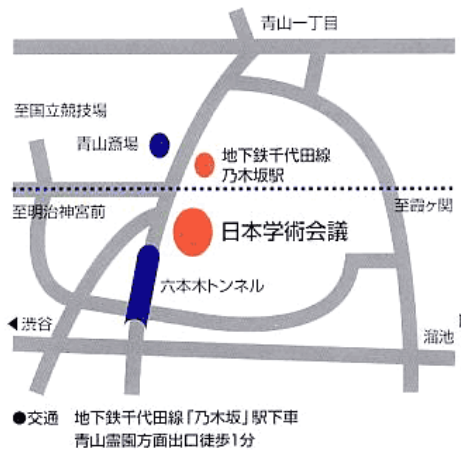 青山一丁目
至国立競技場
青山斎場
地下鉄千代田線
乃木坂駅
至明治神宮前
至霞ヶ関
日本学術会議
六本木トンネル
◀渋谷
溜池
●交通 地下鉄千代田線「乃木坂」駅下車
青山霊園方面出口徒歩1分